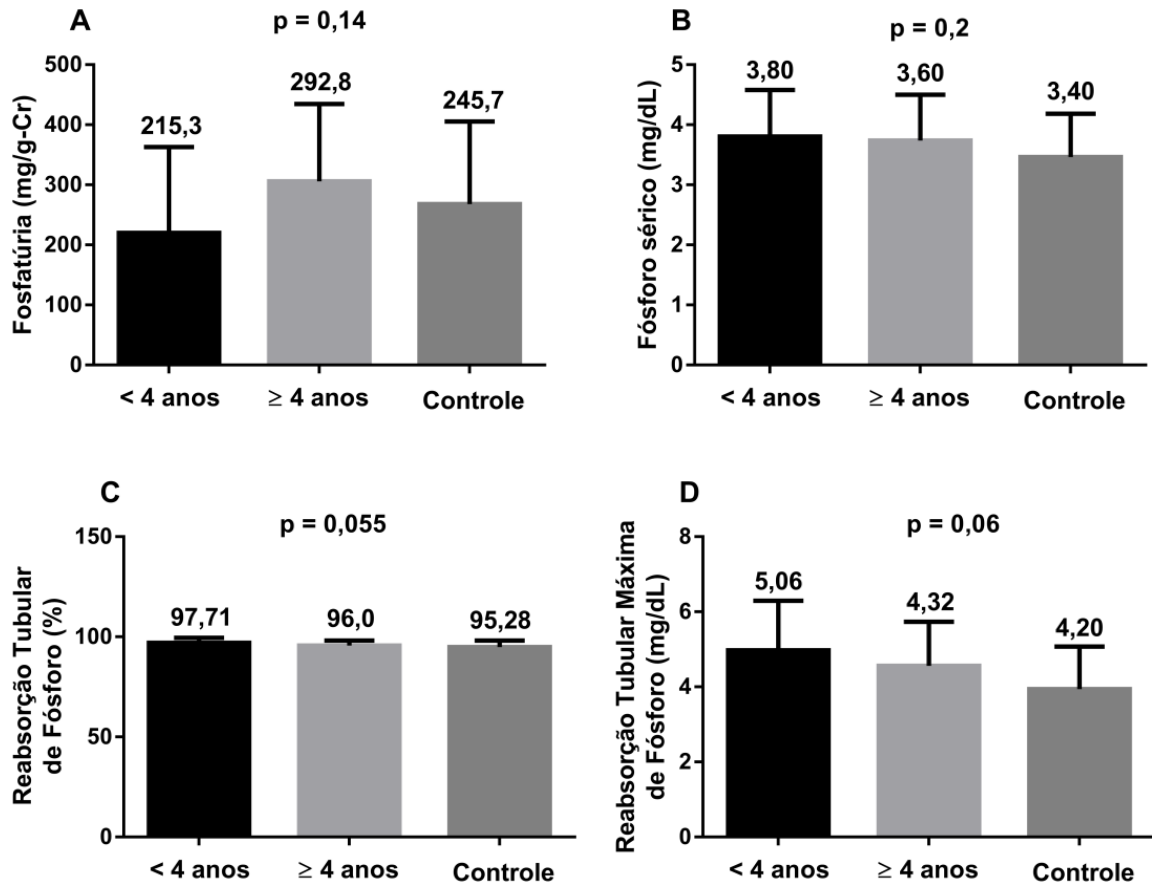 A
p = 0,14
Fosfatúria (mg/g-Cr)
500
400
300
200
100
0
215,3
292,8
245,7
< 4 anos
≥ 4 anos
Controle
B
p = 0,2
Fósforo sérico (mg/dL)
5
4
3
2
1
0
3,80
3,60
3,40
< 4 anos
≥ 4 anos
Controle
C
p = 0,055
Reabsorção Tubular
de Fósforo (%)
150
100
50
0
97,71
96,0
95,28
< 4 anos
≥ 4 anos
Controle
D
p = 0,06
Reabsorção Tubular Máxima
de Fósforo (mg/dL)
8
6
4
2
0
5,06
4,32
4,20
< 4 anos
≥ 4 anos
Controle